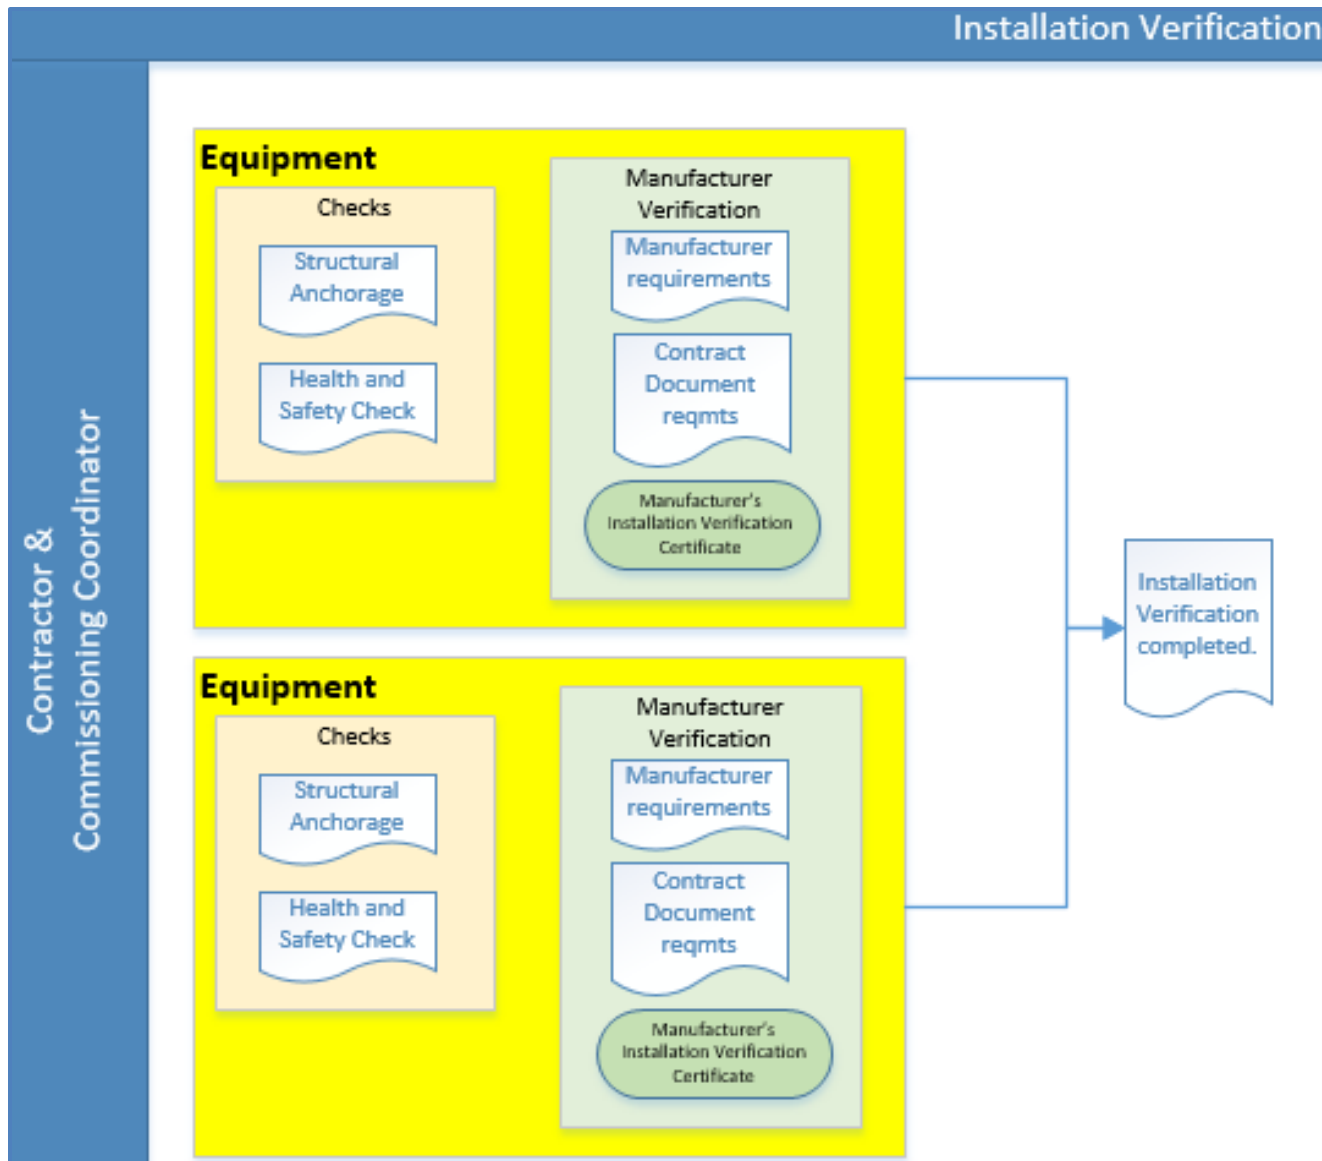 Installation Verification
Contractor &
Commissioning Coordinator
Equipment
Checks
Structural
Anchorage
Health and
Safety Check
Manufacturer
Verification
Manufacturer
requirements
Contract
Document
reqmts
Manufacturer's
Installation Verification
Certificate
Equipment
Checks
Structural
Anchorage
Health and
Safety Check
Manufacturer
Verification
Manufacturer
requirements
Contract
Document
reqmts
Manufacturer's
Installation Verification
Certificate
Installation
Verification
completed.